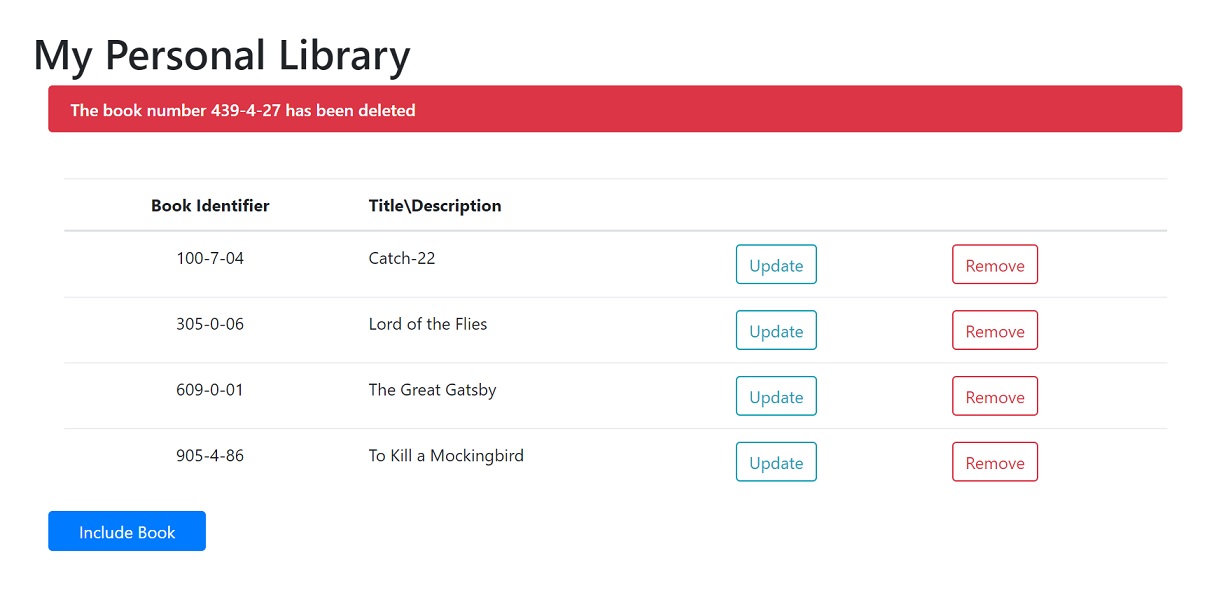 My Personal Library
The book number 439-4-27 has been deleted
Book Identifier Title\Description
100-7-04 Catch-22 Update Remove
305-0-06 Lord of the Flies Update Remove
609-0-01 The Great Gatsby Update Remove
905-4-86 To Kill a Mockingbird Update Remove
Include Book